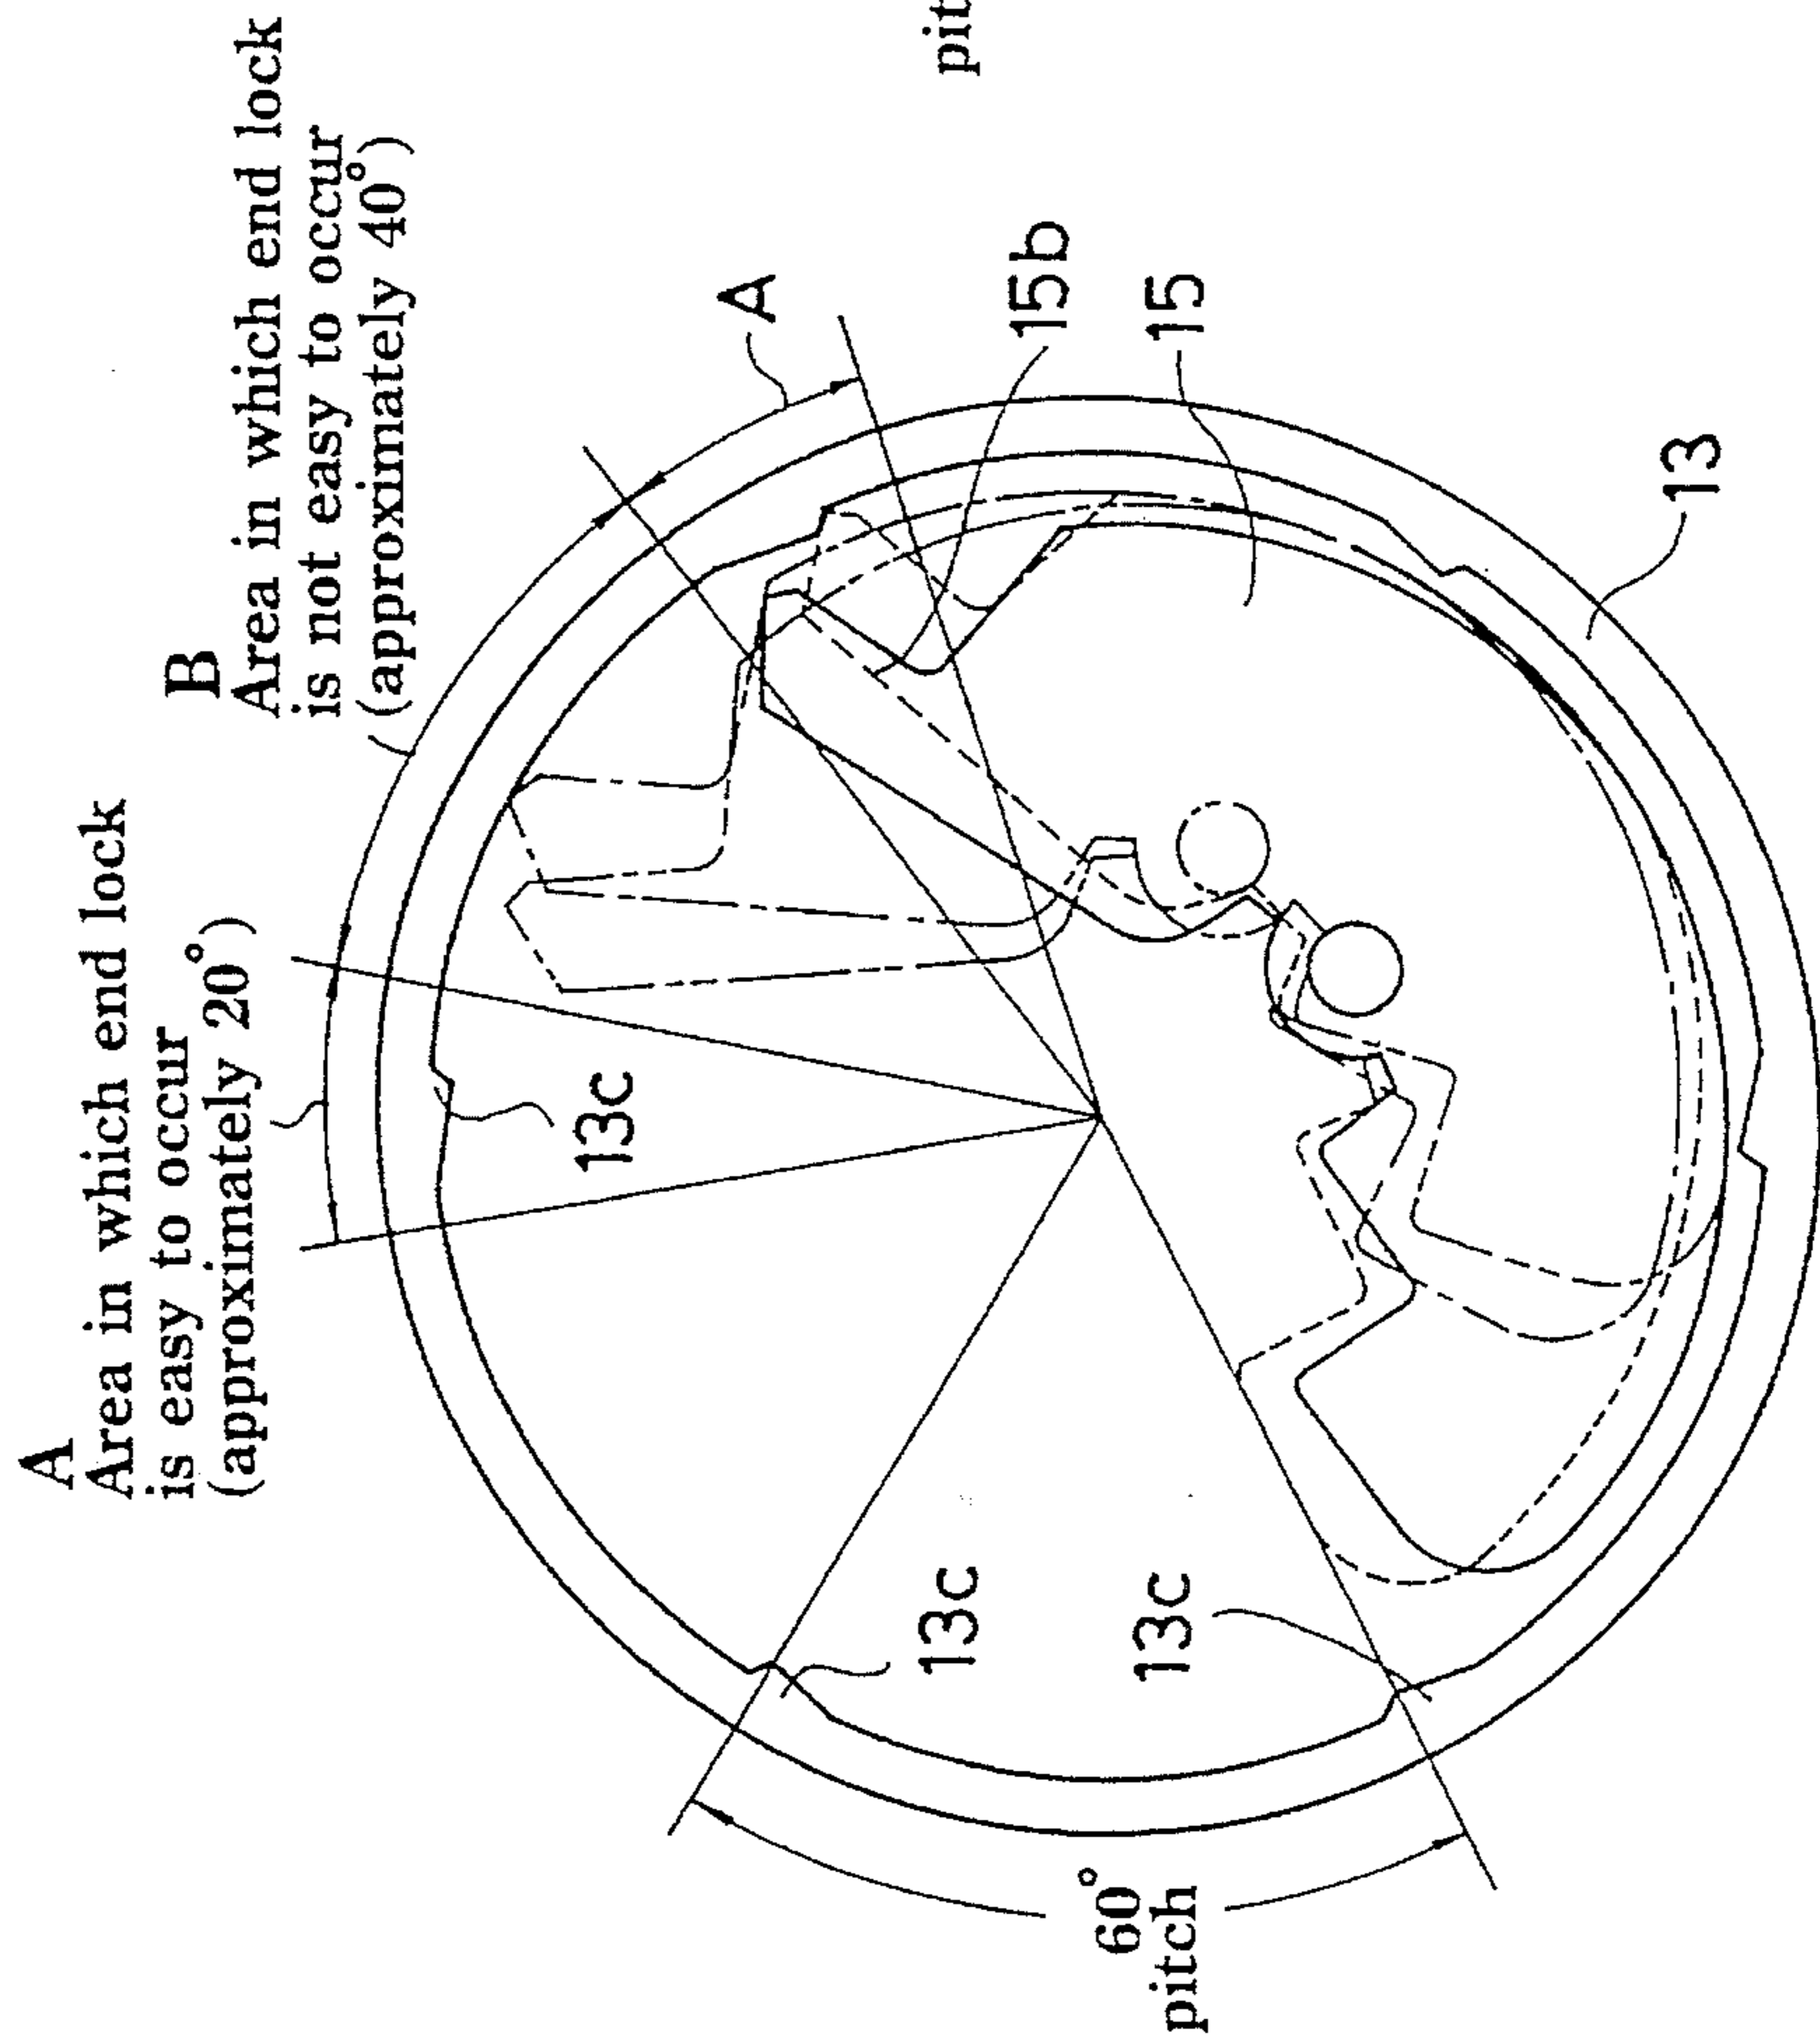 A
Area in which end lock
is easy to occur
(approximately 20°)
B
Area in which end lock
is not easy to occur
(approximately 40°)
13c
A
13c
pit
15b
60°
pitch
13c
15
13